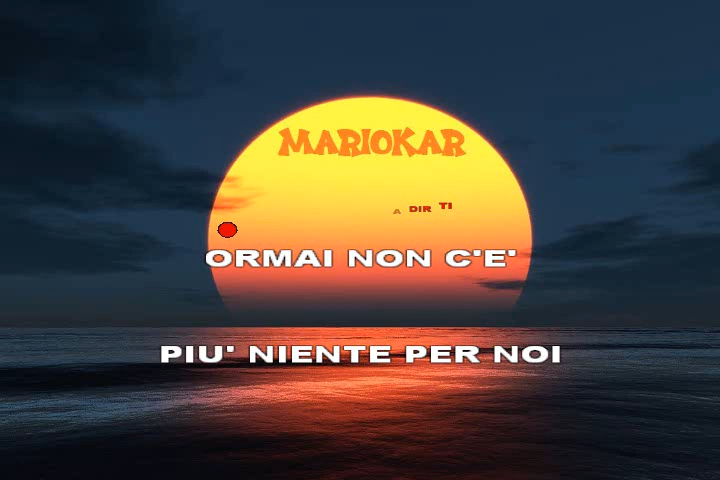 MARIOKAR
A DIR TI
ORMAI NON C'E'
PIU' NIENTE PER NOI